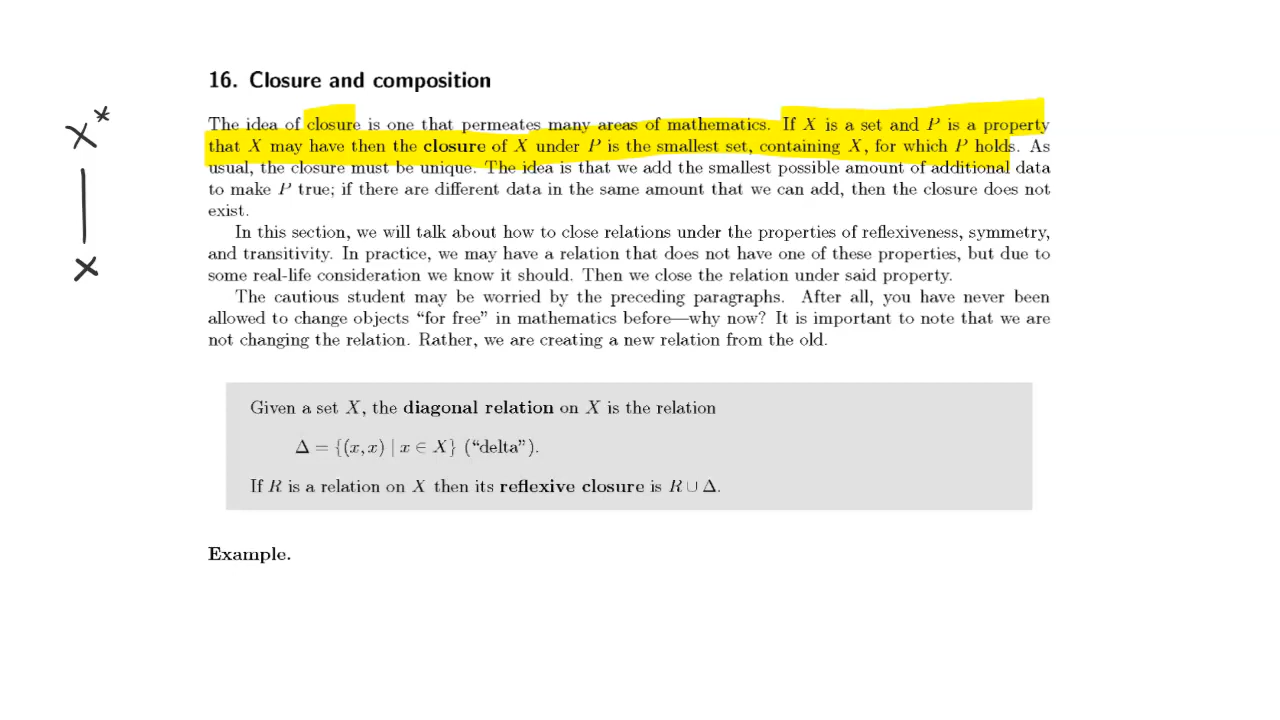 16. Closure and composition
X*
X
The idea of closure is one that permeates many areas of mathematics. If X is a set and P is a property
that X may have then the closure of X under P is the smallest set, containing X, for which P holds. As
usual, the closure must be unique. The idea is that we add the smallest possible amount of additional data
to make P true; if there are different data in the same amount that we can add, then the closure does not
exist.
In this section, we will talk about how to close relations under the properties of reflexiveness, symmetry,
and transitivity. In practice, we may have a relation that does not have one of these properties, but due to
some real-life consideration we know it should. Then we close the relation under said property.
The cautious student may be worried by the preceding paragraphs. After all, you have never been
allowed to change objects “for free” in mathematics before—why now? It is important to note that we are
not changing the relation. Rather, we are creating a new relation from the old.
Given a set X, the diagonal relation on X is the relation
Δ = {(x, x) | x ∈ X} (“delta”).
If R is a relation on X then its reflexive closure is R ∪ Δ.
Example.